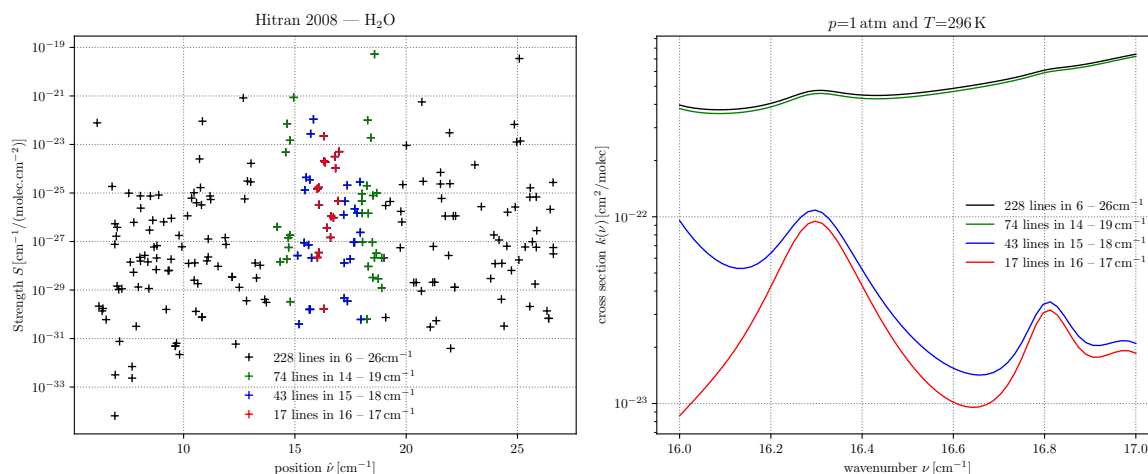 Hitran 2008 — H₂O
10⁻¹⁹
10⁻²¹
10⁻²³
10⁻²⁵
10⁻²⁷
10⁻²⁹
10⁻³¹
10⁻³³
Strength S [cm⁻¹/(molec.cm⁻²)]
228 lines in 6 – 26cm⁻¹
74 lines in 14 – 19 cm⁻¹
43 lines in 15 – 18 cm⁻¹
17 lines in 16 – 17 cm⁻¹
10 15 20 25
position ν̂ [cm⁻¹]
p=1 atm and T=296 K
10⁻²²
10⁻²³
cross section k(ν) [cm²/molec]
228 lines in 6 – 26cm⁻¹
74 lines in 14 – 19 cm⁻¹
43 lines in 15 – 18 cm⁻¹
17 lines in 16 – 17 cm⁻¹
16.0 16.2 16.4 16.6 16.8 17.0
wavenumber ν [cm⁻¹]